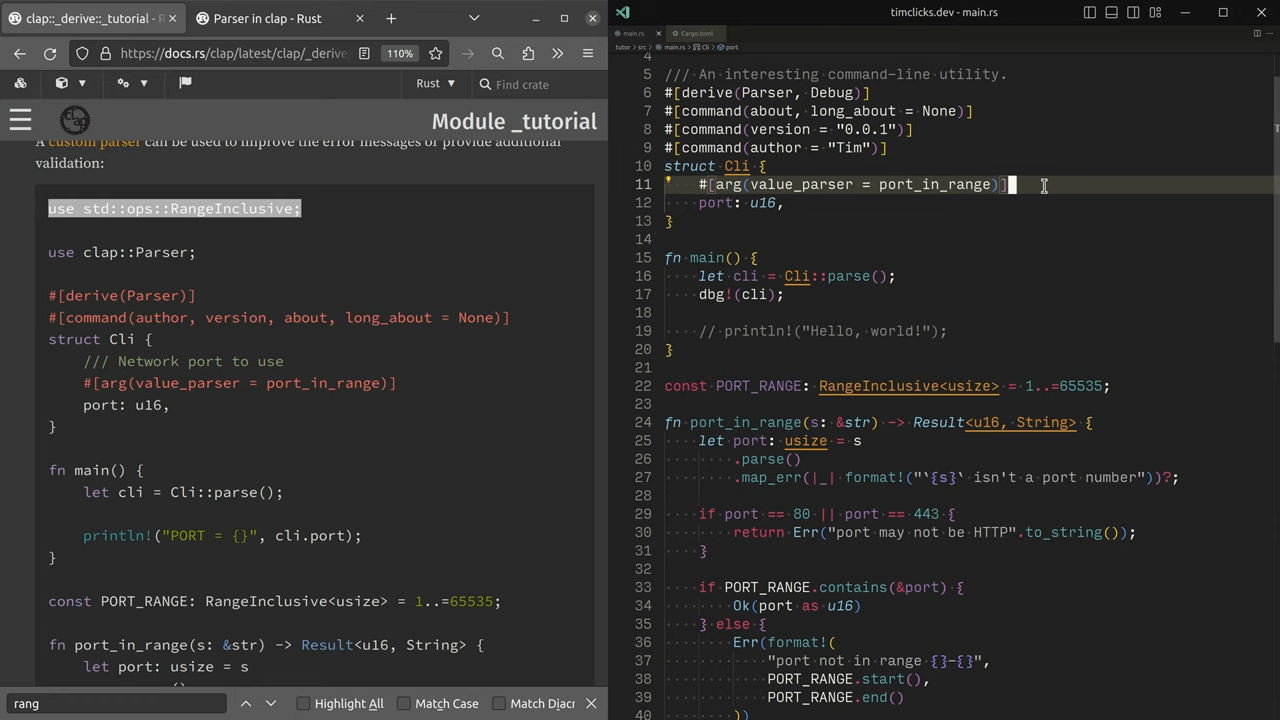 clap::_derive::_tutorial - R
Parser in clap - Rust
https://docs.rs/clap/latest/clap/_derive
110%
Rust
Find crate
clap
Module _tutorial
A custom parser can be used to improve the error messages or provide additional
validation:
use std::ops::RangeInclusive;
use clap::Parser;
#[derive(Parser)]
#[command(author, version, about, long_about = None)]
struct Cli {
/// Network port to use
#[arg(value_parser = port_in_range)]
port: u16,
}
fn main() {
let cli = Cli::parse();
println!("PORT = {}", cli.port);
}
const PORT_RANGE: RangeInclusive<usize> = 1..=65535;
fn port_in_range(s: &str) -> Result<u16, String> {
let port: usize = s
rang
Highlight All
Match Case
Match Diacr
timclicks.dev - main.rs
main.rs
Cargo.toml
tutor > src > main.rs > Cli > port
4
5 /// An interesting command-line utility.
6 #[derive(Parser, Debug)]
7 #[command(about, long_about = None)]
8 #[command(version = "0.0.1")]
9 #[command(author = "Tim")]
10 struct Cli {
11 #[arg(value_parser = port_in_range)]
12 port: u16,
13 }
14
15 fn main() {
16 let cli = Cli::parse();
17 dbg!(cli);
18
19 // println!("Hello, world!");
20 }
21
22 const PORT_RANGE: RangeInclusive<usize> = 1..=65535;
23
24 fn port_in_range(s: &str) -> Result<u16, String> {
25 let port: usize = s
26 .parse()
27 .map_err(|_| format!("`{s}` isn't a port number"))?;
28
29 if port == 80 || port == 443 {
30 return Err("port may not be HTTP".to_string());
31 }
32
33 if PORT_RANGE.contains(&port) {
34 Ok(port as u16)
35 } else {
36 Err(format!(
37 "port not in range {}-{}",
38 PORT_RANGE.start(),
39 PORT_RANGE.end()
40 ))